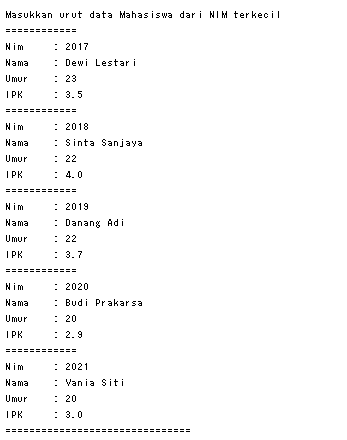 Masukkan urut data Mahasiswa dari NIM terkecil
============
Nim : 2017
Nama : Dewi Lestari
Umur : 23
IPK : 3.5
============
Nim : 2018
Nama : Sinta Sanjaya
Umur : 22
IPK : 4.0
============
Nim : 2019
Nama : Danang Adi
Umur : 22
IPK : 3.7
============
Nim : 2020
Nama : Budi Prakarsa
Umur : 20
IPK : 2.9
============
Nim : 2021
Nama : Vania Siti
Umur : 20
IPK : 3.0
===============================